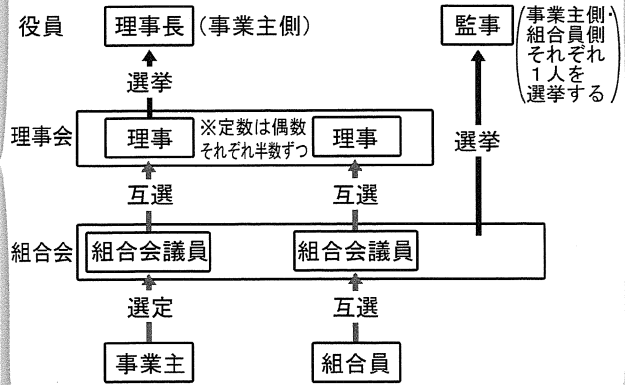 役員
理事長
(事業主側)
監事
(事業主側・
組合員側
それぞれ
1人を
選挙する)
選挙
理事会
理事
※定数は偶数
それぞれ半数ずつ
理事
選挙
互選
互選
組合会
組合会議員
組合会議員
選定
互選
事業主
組合員